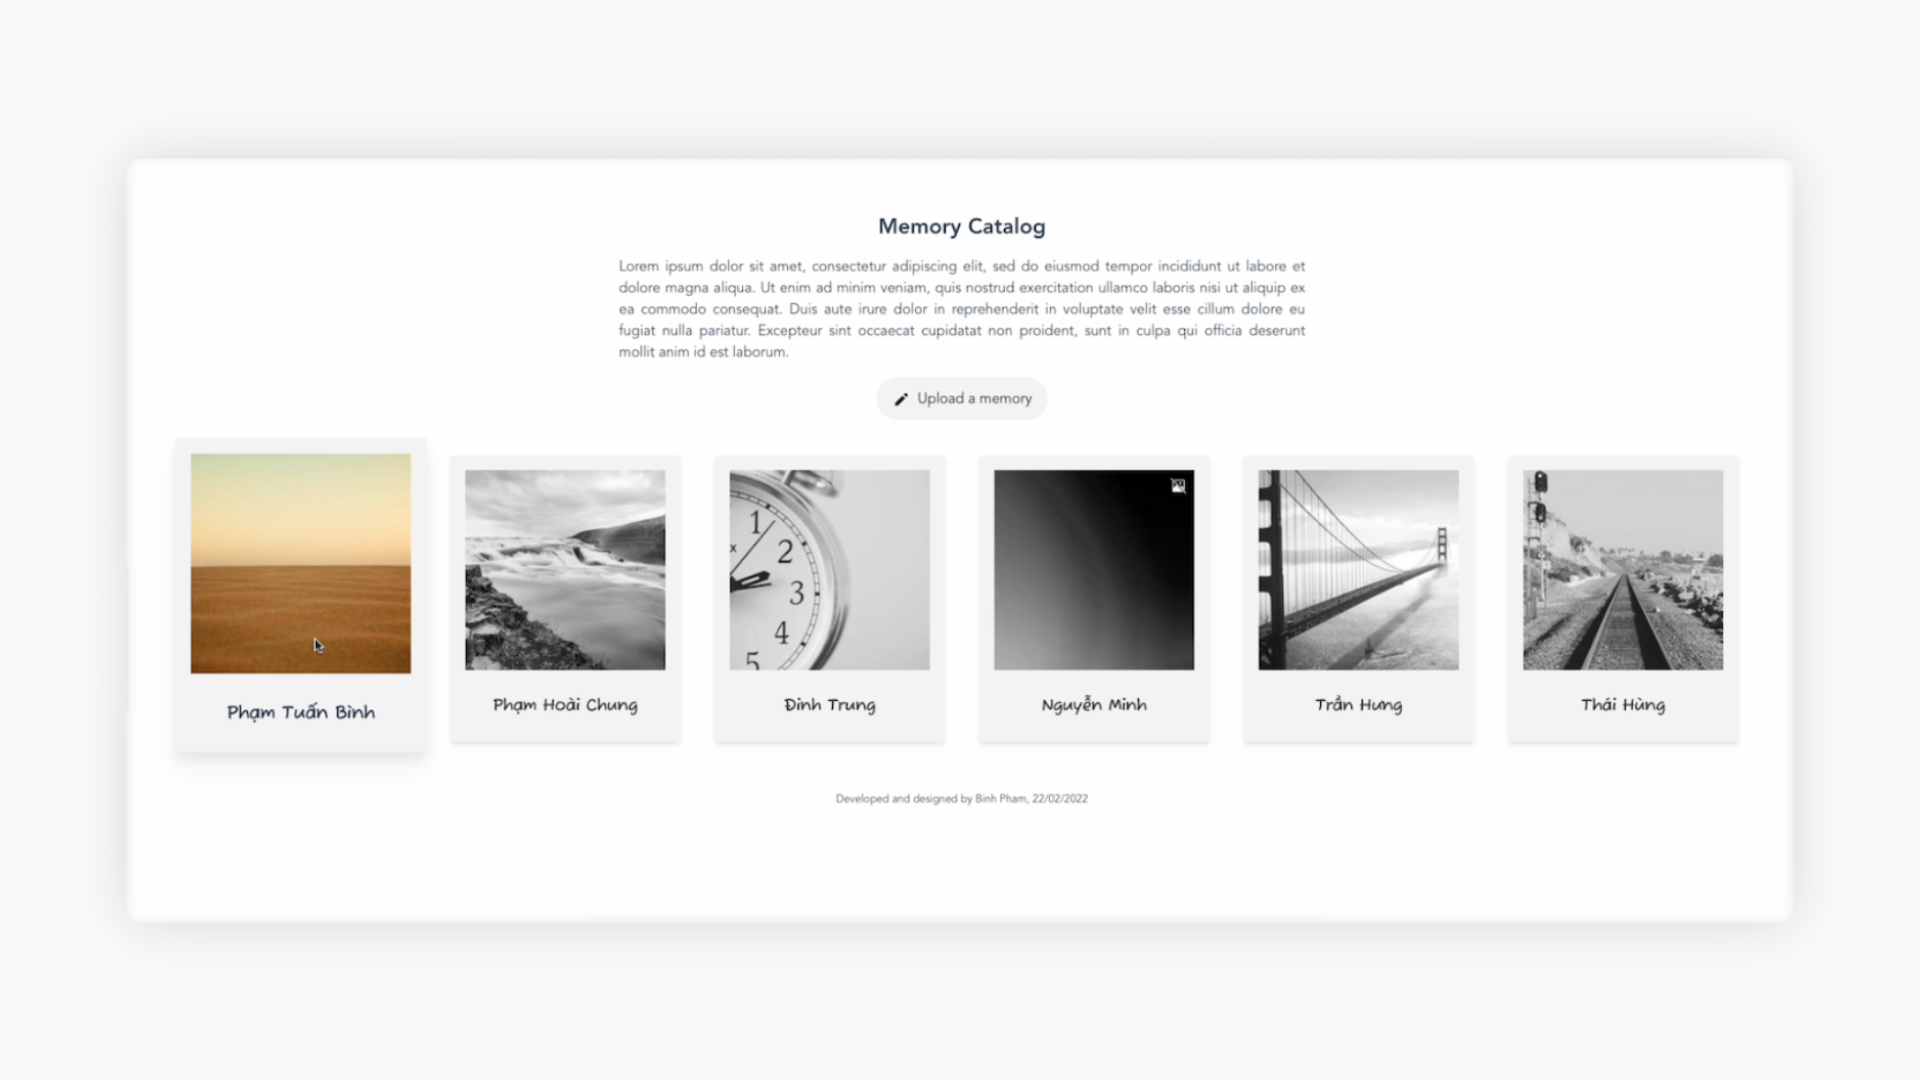 Memory Catalog
Lorem ipsum dolor sit amet, consectetur adipiscing elit, sed do eiusmod tempor incididunt ut labore et
dolore magna aliqua. Ut enim ad minim veniam, quis nostrud exercitation ullamco laboris nisi ut aliquip ex
ea commodo consequat. Duis aute irure dolor in reprehenderit in voluptate velit esse cillum dolore eu
fugiat nulla pariatur. Excepteur sint occaecat cupidatat non proident, sunt in culpa qui officia deserunt
mollit anim id est laborum.
Upload a memory
1
x
2
3
4
5
Phạm Tuấn Bình
Phạm Hoài Chung
Đinh Trung
Nguyễn Minh
Trần Hưng
Thái Hùng
Developed and designed by Binh Pham, 22/02/2022